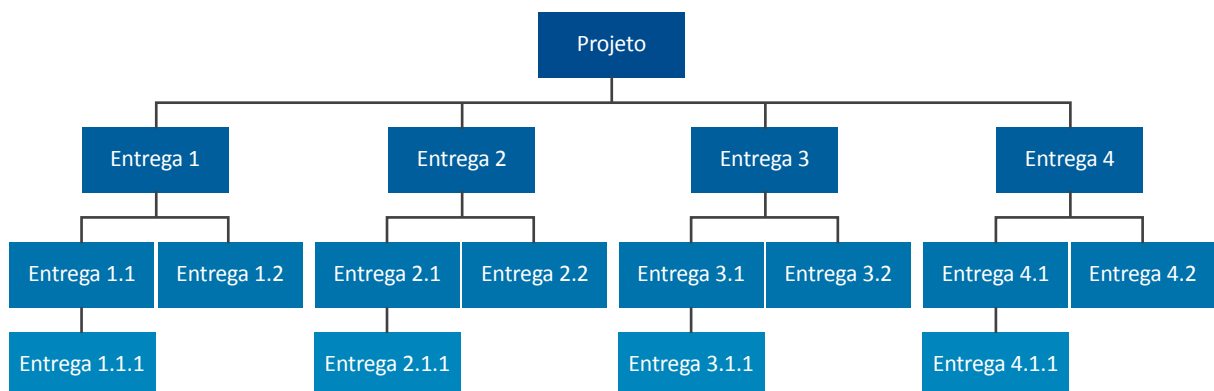 Projeto
Entrega 1
Entrega 2
Entrega 3
Entrega 4
Entrega 1.1
Entrega 1.2
Entrega 2.1
Entrega 2.2
Entrega 3.1
Entrega 3.2
Entrega 4.1
Entrega 4.2
Entrega 1.1.1
Entrega 2.1.1
Entrega 3.1.1
Entrega 4.1.1